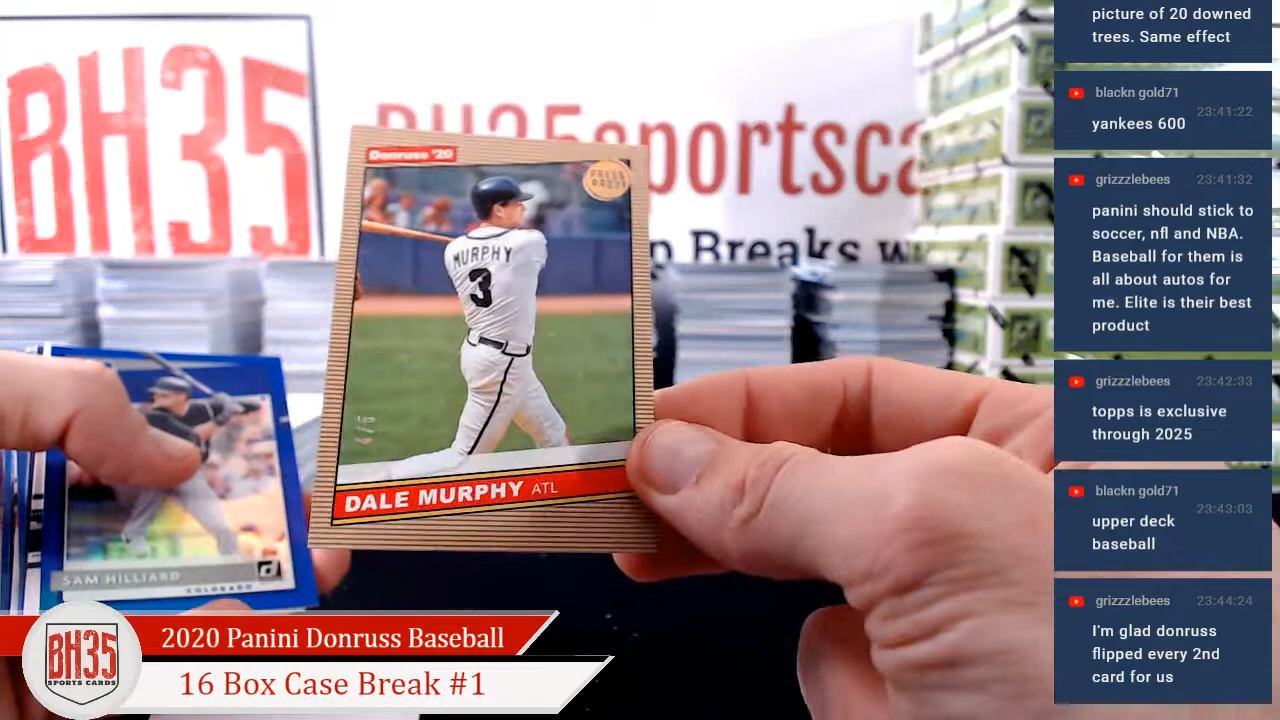 BH35
BH35sportsca
p Breaks w
Donruss '20
PRESS
PROOF
MURPHY
3
DALE MURPHY ATL
SAM HILLIARD
COLORADO
BH35
SPORTS CARDS
2020 Panini Donruss Baseball
16 Box Case Break #1
picture of 20 downed
trees. Same effect
blackn gold71
23:41:22
yankees 600
grizzzlebees 23:41:32
panini should stick to
soccer, nfl and NBA.
Baseball for them is
all about autos for
me. Elite is their best
product
grizzzlebees 23:42:33
topps is exclusive
through 2025
blackn gold71
23:43:03
upper deck
baseball
grizzzlebees 23:44:24
I'm glad donruss
flipped every 2nd
card for us